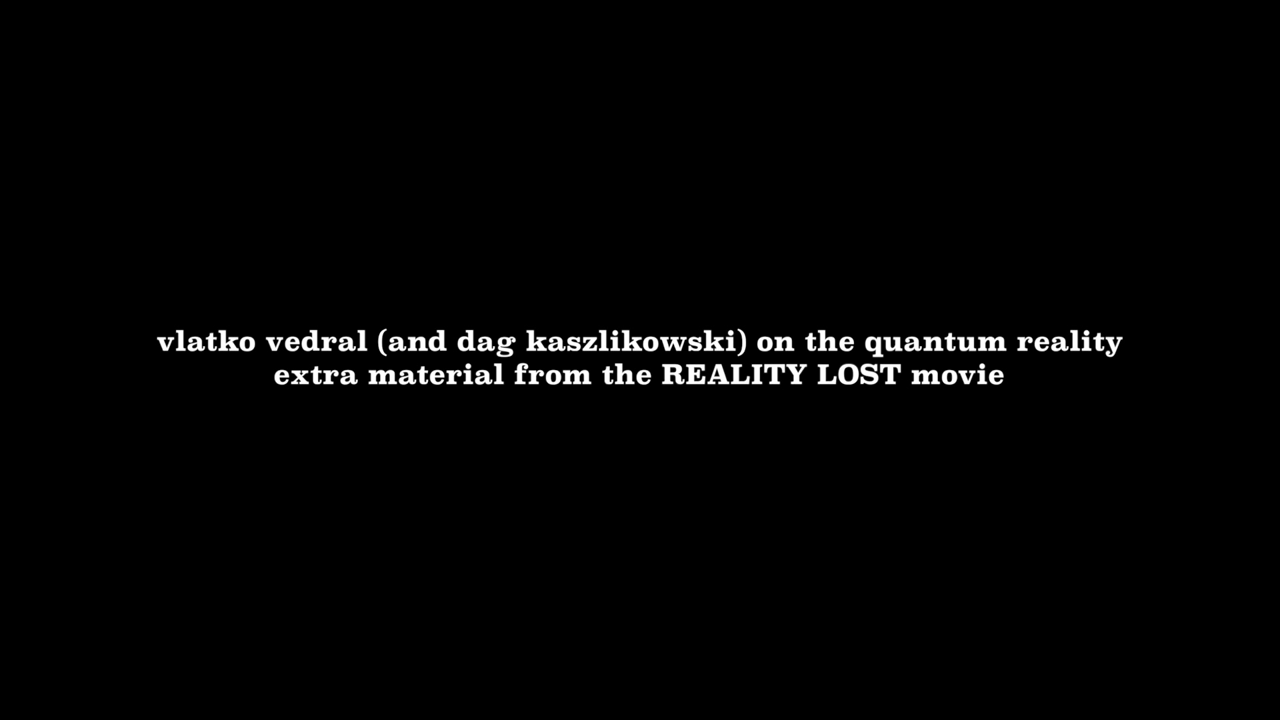 vlatko vedral (and dag kaszlikowski) on the quantum reality
extra material from the REALITY LOST movie